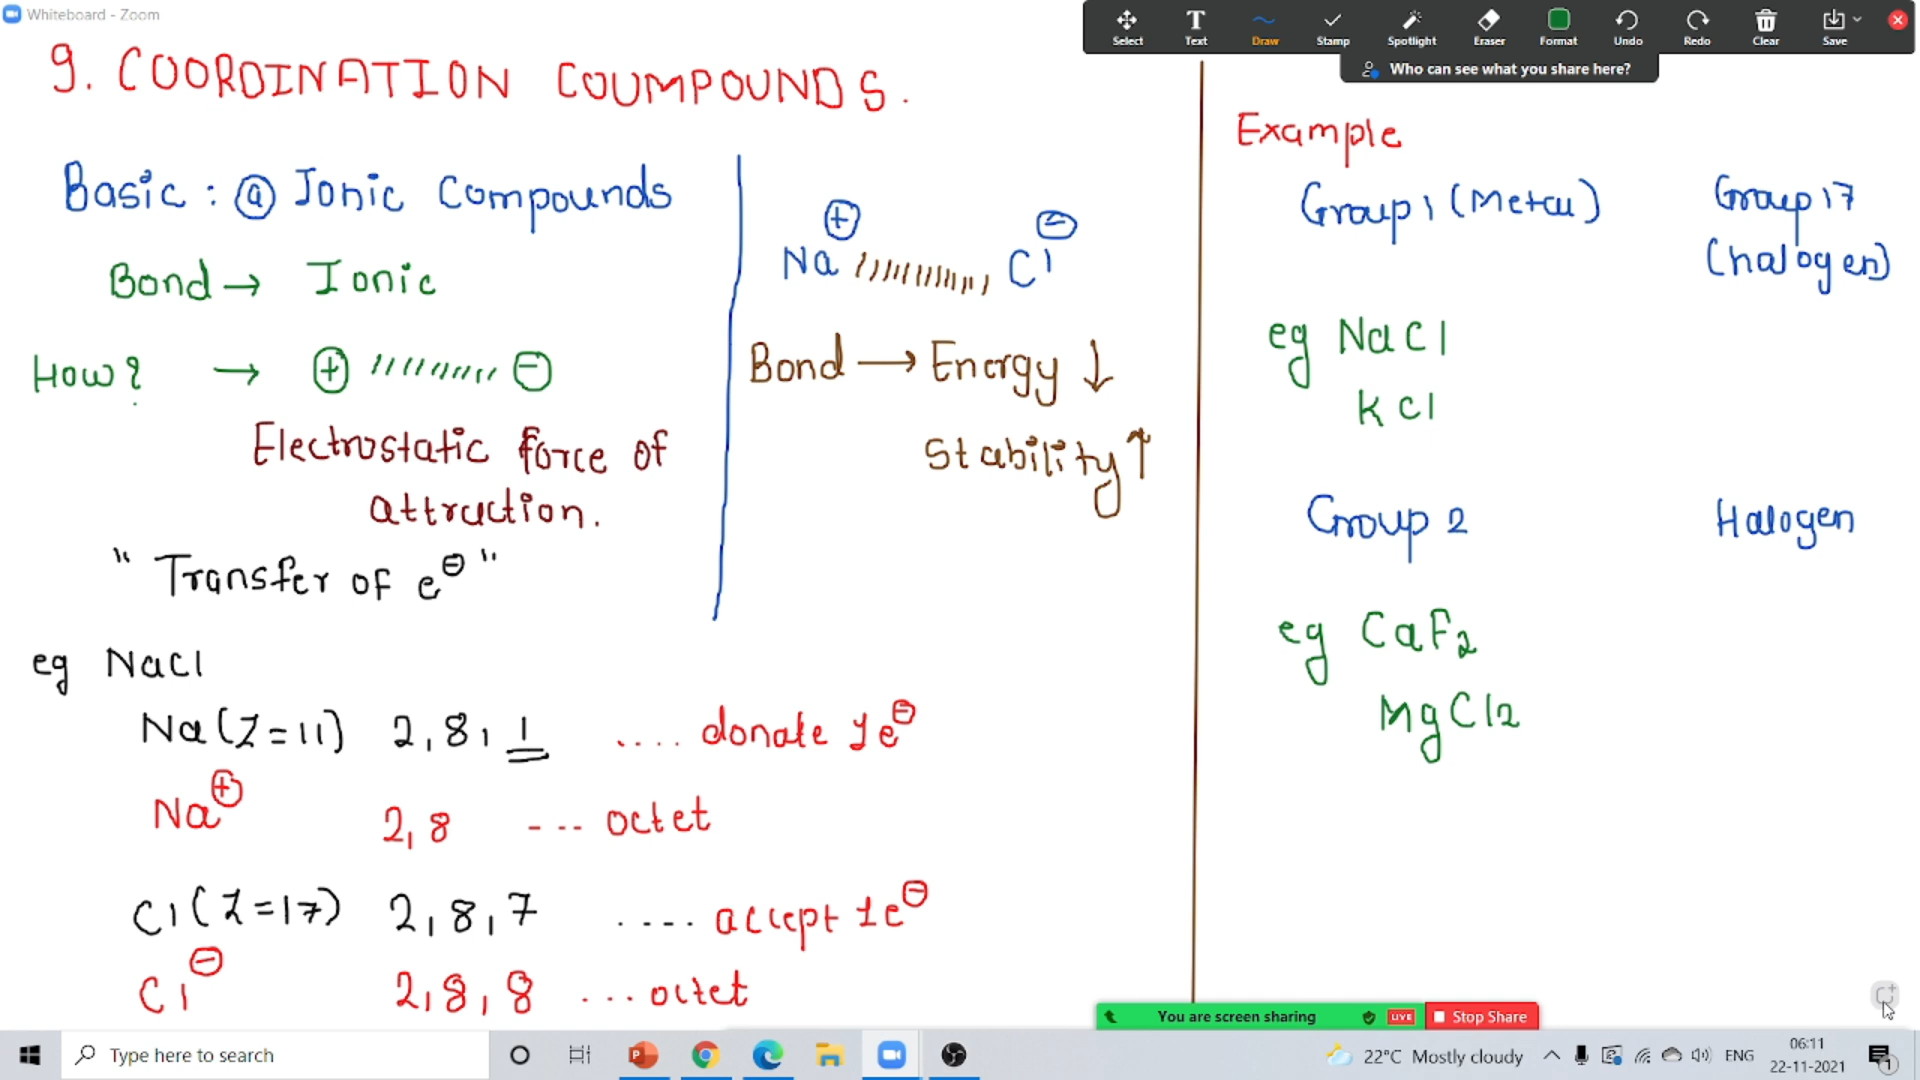 Whiteboard - Zoom
Select Text Draw Stamp Spotlight Eraser Format Undo Redo Clear Save
Who can see what you share here?
9. COORDINATION COUMPOUNDS.
Basic : ⓐ Ionic Compounds
Bond → Ionic
How? → ⊕ ⊖
Electrostatic force of
attraction.
" Transfer of e⊖ "
eg NaCl
Na (Z=11) 2,8,1 .... donate 1e⊖
Na⊕ 2,8 --- octet
Cl (Z=17) 2,8,7 .... accept 1e⊖
Cl⊖ 2,8,8 ... octet
Na⊕ Cl⊖
Bond → Energy ↓
Stability ↑
Example
Group 1 (Metal) Group 17
(halogen)
eg NaCl
KCl
Group 2 Halogen
eg CaF2
MgCl2
You are screen sharing LIVE Stop Share
Type here to search
22°C Mostly cloudy ENG 06:11
22-11-2021
1